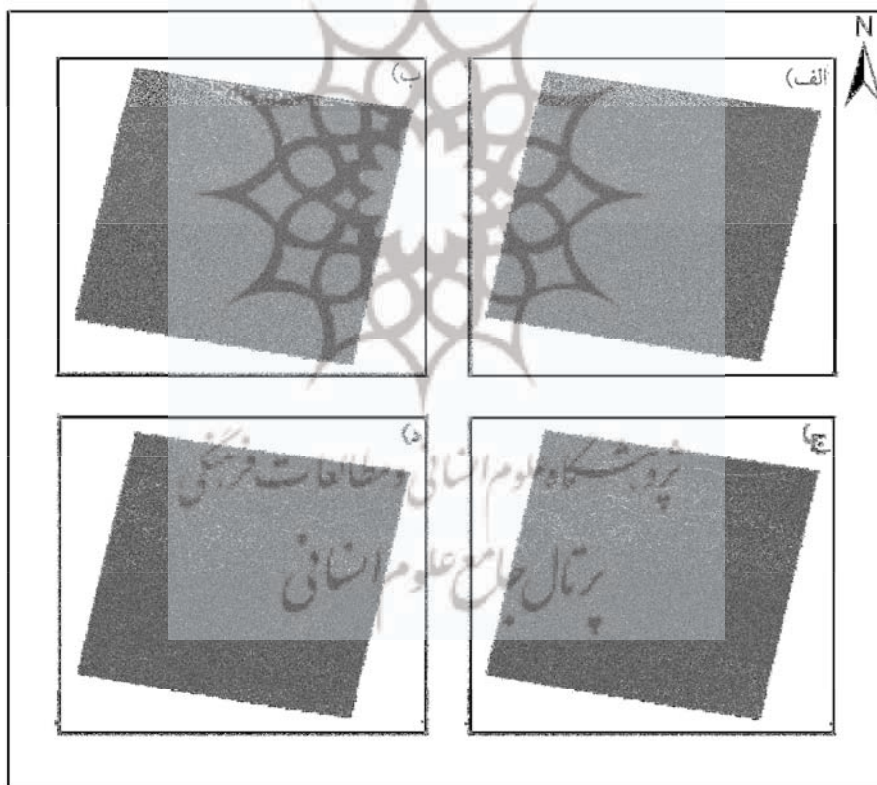 N
الف)
ب)
ج)
د)
پژوهشگاه علوم انسانی و مطالعات فرهنگی
پرتال جامع علوم انسانی